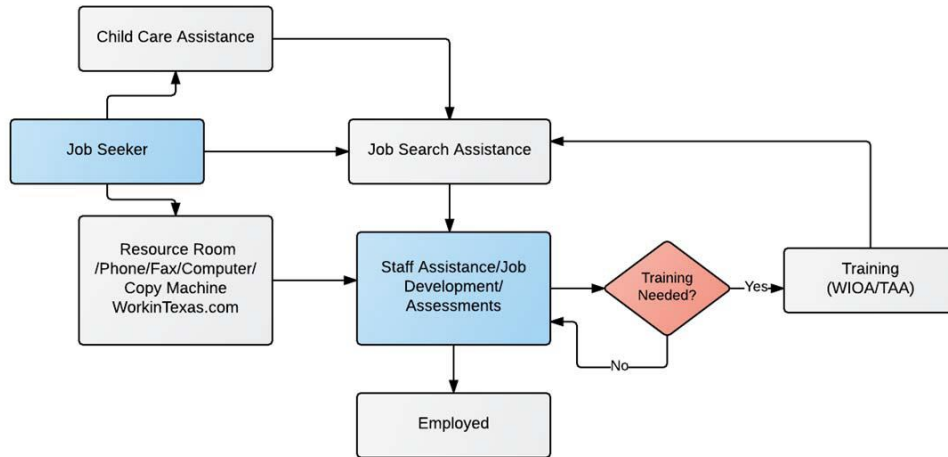 Child Care Assistance
Job Seeker
Job Search Assistance
Resource Room
/Phone/Fax/Computer/
Copy Machine
WorkinTexas.com
Staff Assistance/Job
Development/
Assessments
Training
Needed?
Yes
Training
(WIOA/TAA)
No
Employed